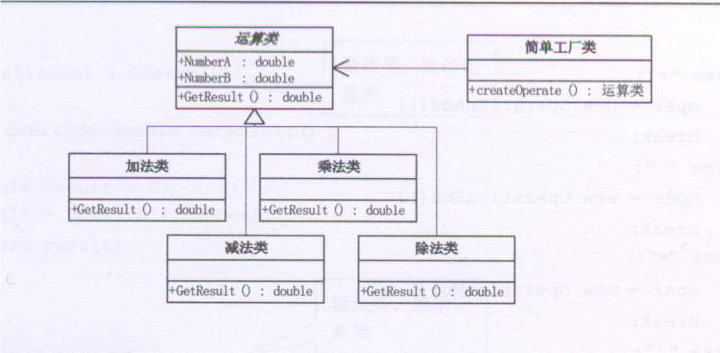 运算类
+NumberA : double
+NumberB : double
+GetResult () : double
简单工厂类
+createOperate () : 运算类
加法类
+GetResult () : double
乘法类
+GetResult () : double
减法类
+GetResult () : double
除法类
+GetResult () : double